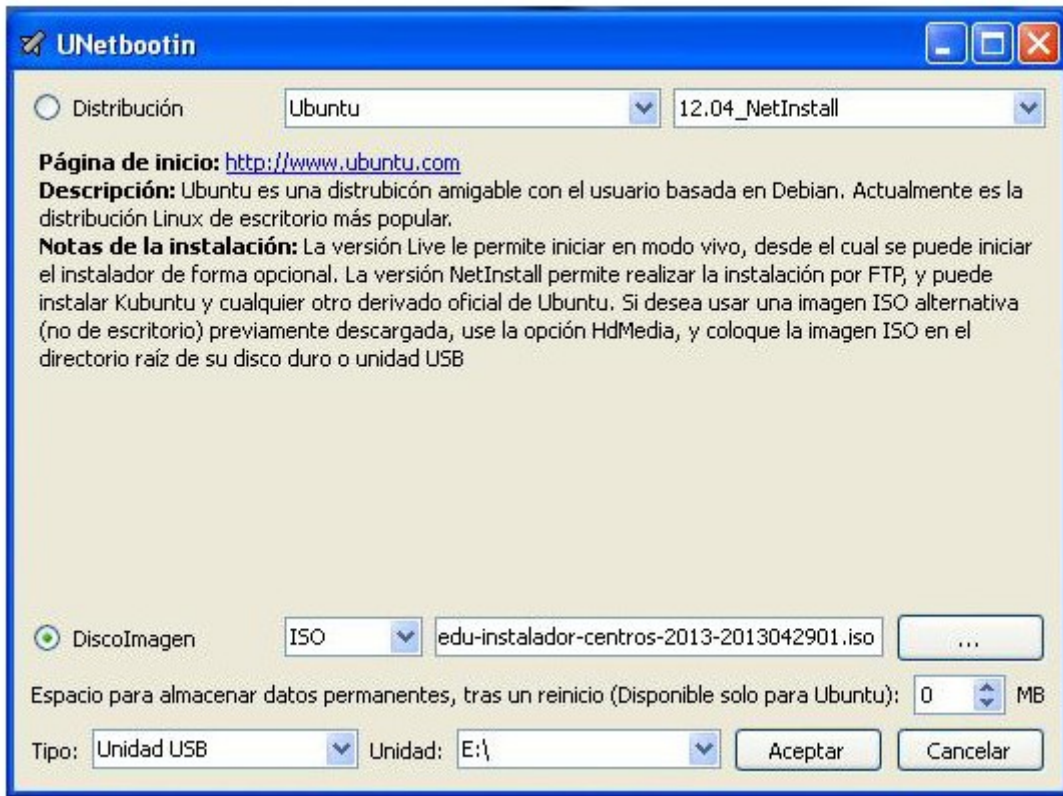 UNetbootin
Distribución Ubuntu 12.04_NetInstall
Página de inicio: http://www.ubuntu.com
Descripción: Ubuntu es una distrubicón amigable con el usuario basada en Debian. Actualmente es la
distribución Linux de escritorio más popular.
Notas de la instalación: La versión Live le permite iniciar en modo vivo, desde el cual se puede iniciar
el instalador de forma opcional. La versión NetInstall permite realizar la instalación por FTP, y puede
instalar Kubuntu y cualquier otro derivado oficial de Ubuntu. Si desea usar una imagen ISO alternativa
(no de escritorio) previamente descargada, use la opción HdMedia, y coloque la imagen ISO en el
directorio raíz de su disco duro o unidad USB
DiscoImagen ISO edu-instalador-centros-2013-2013042901.iso ...
Espacio para almacenar datos permanentes, tras un reinicio (Disponible solo para Ubuntu): 0 MB
Tipo: Unidad USB Unidad: E:\ Aceptar Cancelar